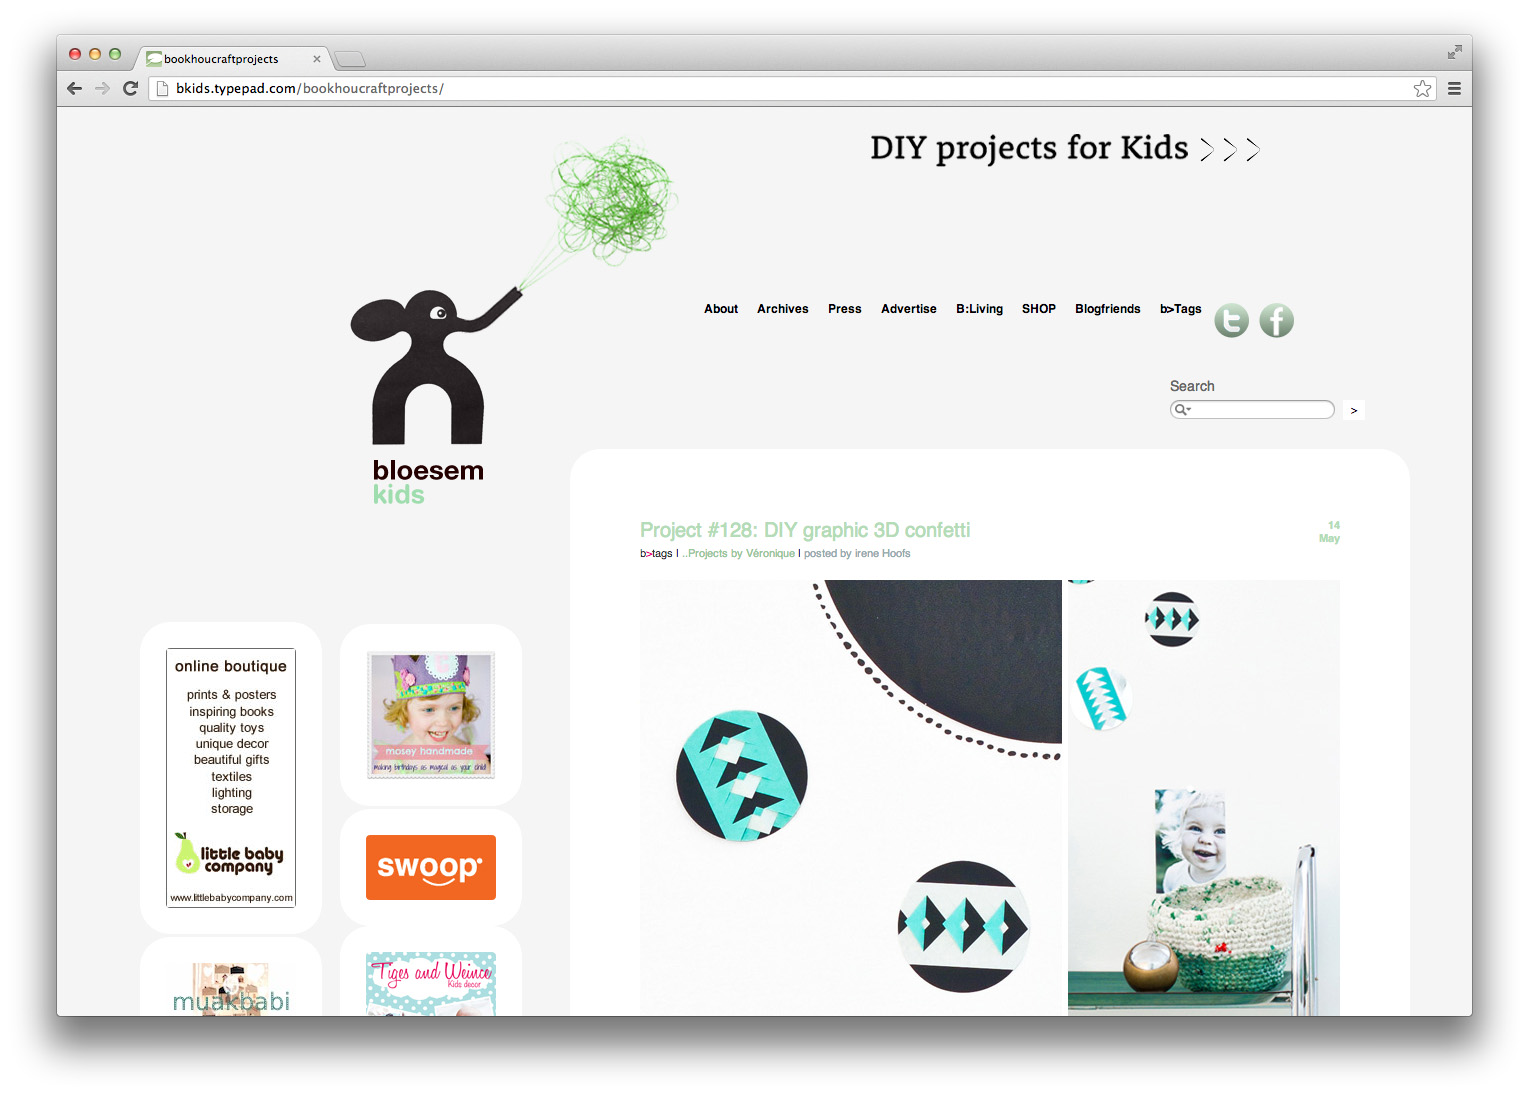 bookhoucraftprojects
bkids.typepad.com/bookhoucraftprojects/
DIY projects for Kids >>>
About Archives Press Advertise B:Living SHOP Blogfriends b>Tags
Search
>
bloesem
kids
Project #128: DIY graphic 3D confetti
14
May
b>tags | ..Projects by Véronique | posted by irene Hoofs
online boutique
prints & posters
inspiring books
quality toys
unique decor
beautiful gifts
textiles
lighting
storage
little baby
company
www.littlebabycompany.com
mosey handmade
making birthdays as magical as your child
swoop
muakbabi
Tiges and Weince
Kids decor